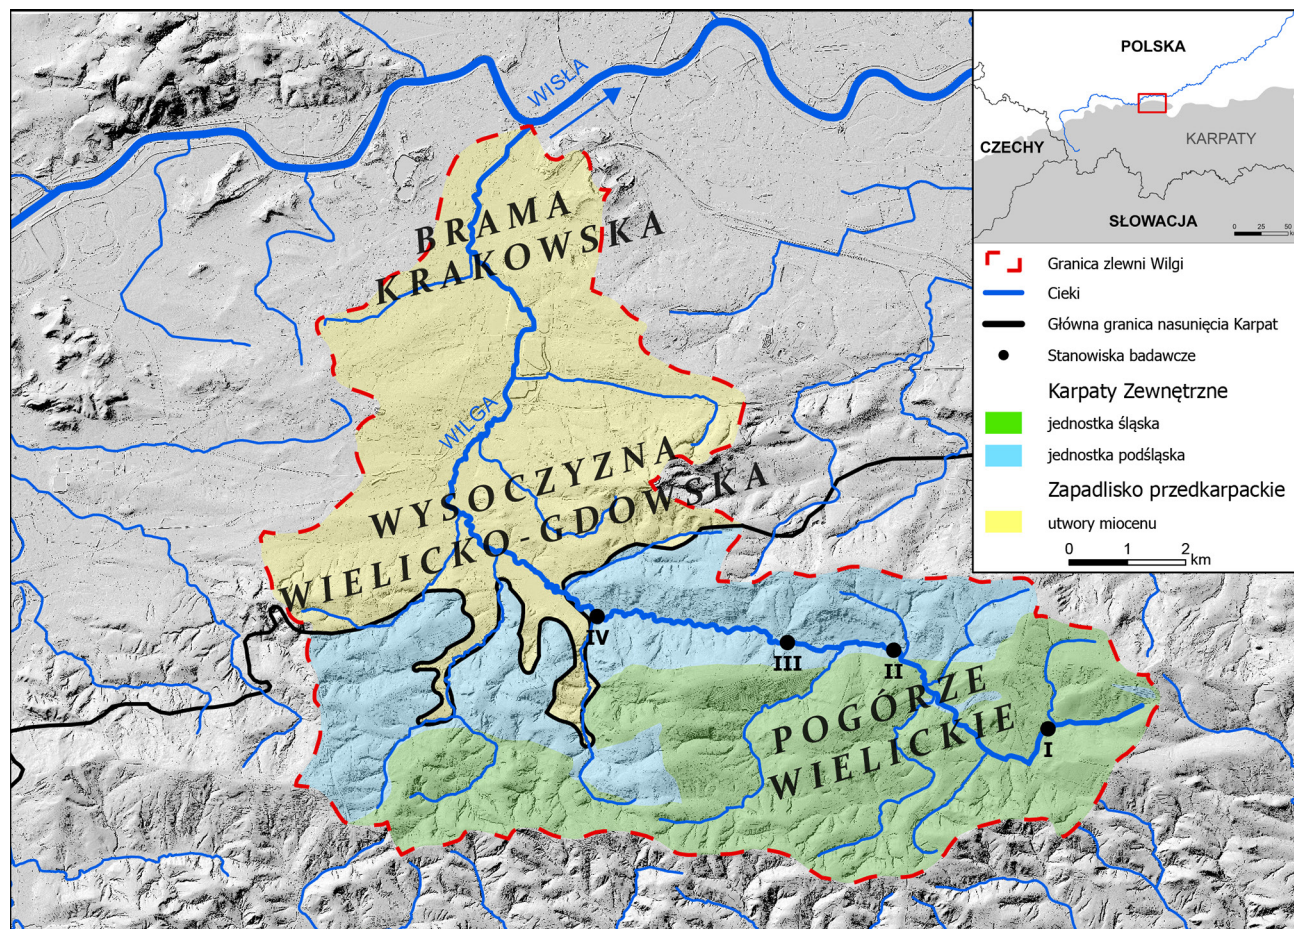 WISŁA
BRAMA
KRAKOWSKA
WILGA
WYSOCZYZNA
WIELICKO-GDOWSKA
IV
III
II
I
POGÓRZE
WIELICKIE
POLSKA
CZECHY
KARPATY
SŁOWACJA
0 25 50
Granica zlewni Wilgi
Cieki
Główna granica nasunięcia Karpat
Stanowiska badawcze
Karpaty Zewnętrzne
jednostka śląska
jednostka podśląska
Zapadlisko przedkarpackie
utwory miocenu
0 1 2
km